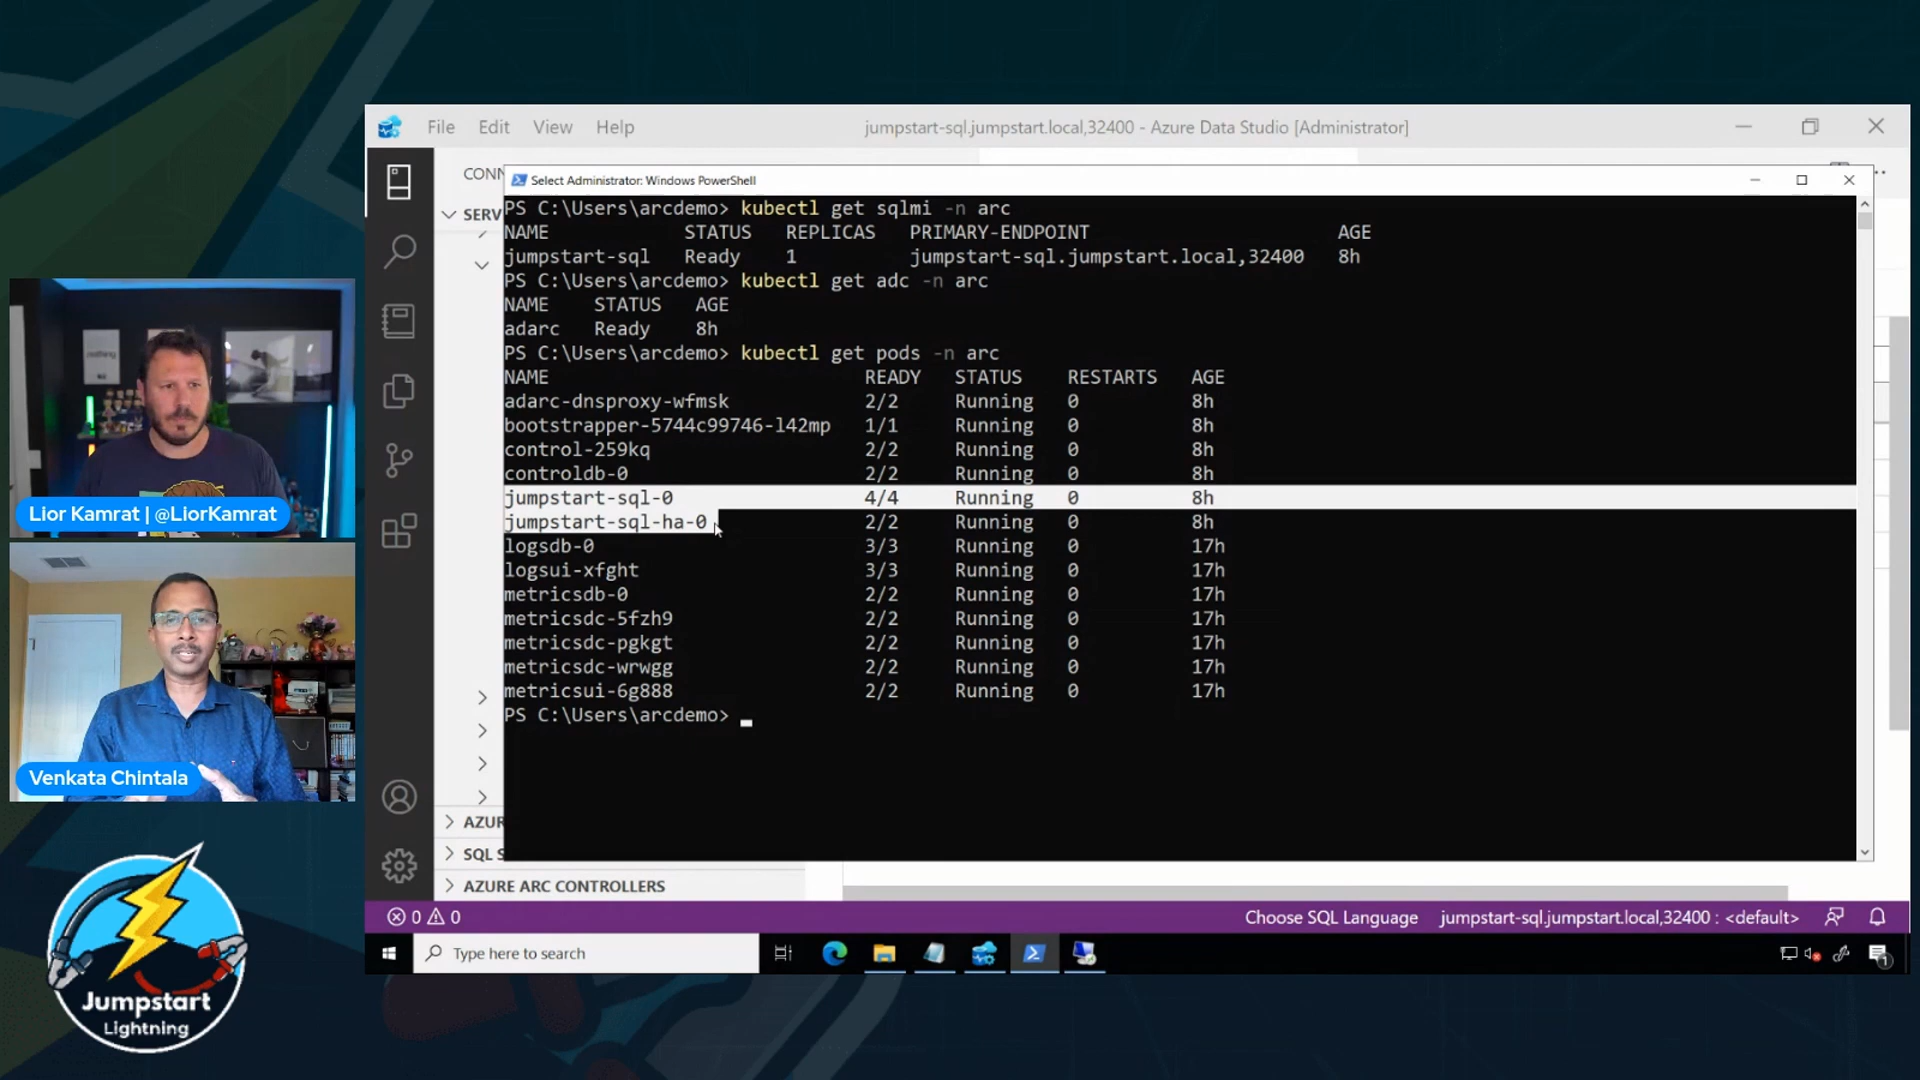 File Edit View Help
jumpstart-sql.jumpstart.local,32400 - Azure Data Studio [Administrator]
CONN
SERV
Select Administrator: Windows PowerShell
PS C:\Users\arcdemo> kubectl get sqlmi -n arc
NAME STATUS REPLICAS PRIMARY-ENDPOINT AGE
jumpstart-sql Ready 1 jumpstart-sql.jumpstart.local,32400 8h
PS C:\Users\arcdemo> kubectl get adc -n arc
NAME STATUS AGE
adarc Ready 8h
PS C:\Users\arcdemo> kubectl get pods -n arc
NAME READY STATUS RESTARTS AGE
adarc-dnsproxy-wfmsk 2/2 Running 0 8h
bootstrapper-5744c99746-l42mp 1/1 Running 0 8h
control-259kq 2/2 Running 0 8h
controldb-0 2/2 Running 0 8h
jumpstart-sql-0 4/4 Running 0 8h
jumpstart-sql-ha-0 2/2 Running 0 8h
logsdb-0 3/3 Running 0 17h
logsui-xfght 3/3 Running 0 17h
metricsdb-0 2/2 Running 0 17h
metricsdc-5fzh9 2/2 Running 0 17h
metricsdc-pgkgt 2/2 Running 0 17h
metricsdc-wrwgg 2/2 Running 0 17h
metricsui-6g888 2/2 Running 0 17h
PS C:\Users\arcdemo>
AZUR
SQL S
AZURE ARC CONTROLLERS
0 0
Choose SQL Language jumpstart-sql.jumpstart.local,32400 : <default>
Type here to search
1
nothing
Lior Kamrat | @LiorKamrat
Venkata Chintala
Jumpstart
Lightning